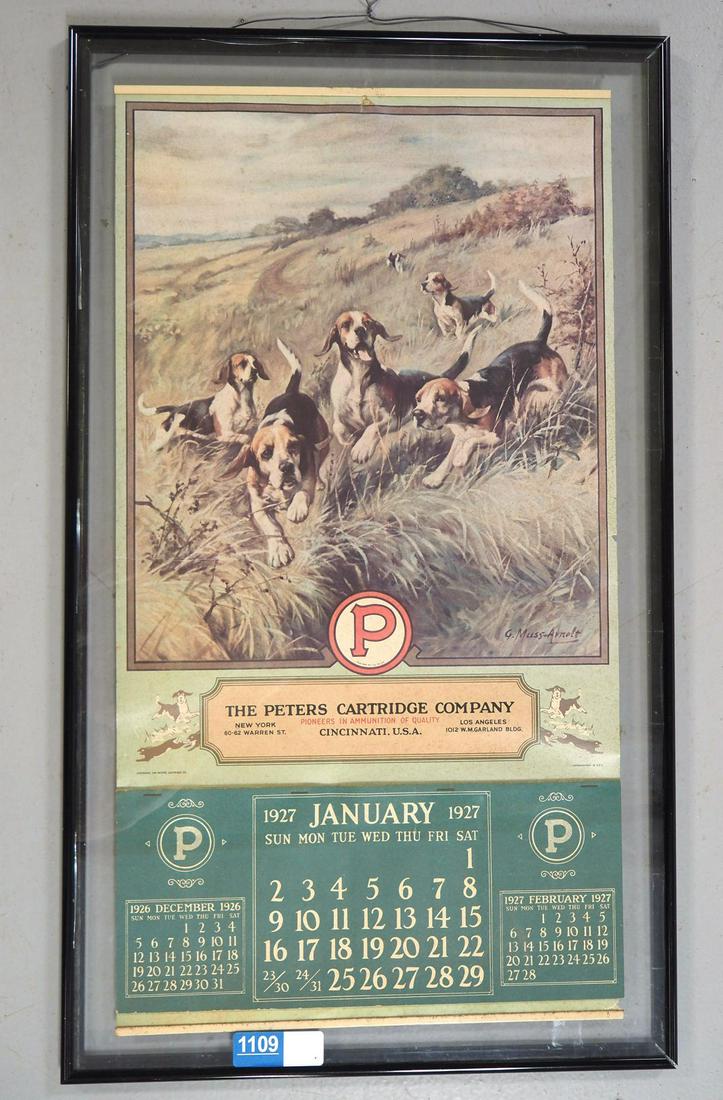 G. Muss-Arnolt
P
THE PETERS CARTRIDGE COMPANY
PIONEERS IN AMMUNITION OF QUALITY
NEW YORK
60-62 WARREN ST.
CINCINNATI, U.S.A.
LOS ANGELES
1012 W.M.GARLAND BLDG.
P
1926 DECEMBER 1926
SUN MON TUE WED THU FRI SAT
1 2 3 4
5 6 7 8 9 10 11
12 13 14 15 16 17 18
19 20 21 22 23 24 25
26 27 28 29 30 31
1927 JANUARY 1927
SUN MON TUE WED THU FRI SAT
1
2 3 4 5 6 7 8
9 10 11 12 13 14 15
16 17 18 19 20 21 22
23/30 24/31 25 26 27 28 29
P
1927 FEBRUARY 1927
SUN MON TUE WED THU FRI SAT
1 2 3 4 5
6 7 8 9 10 11 12
13 14 15 16 17 18 19
20 21 22 23 24 25 26
27 28
1109